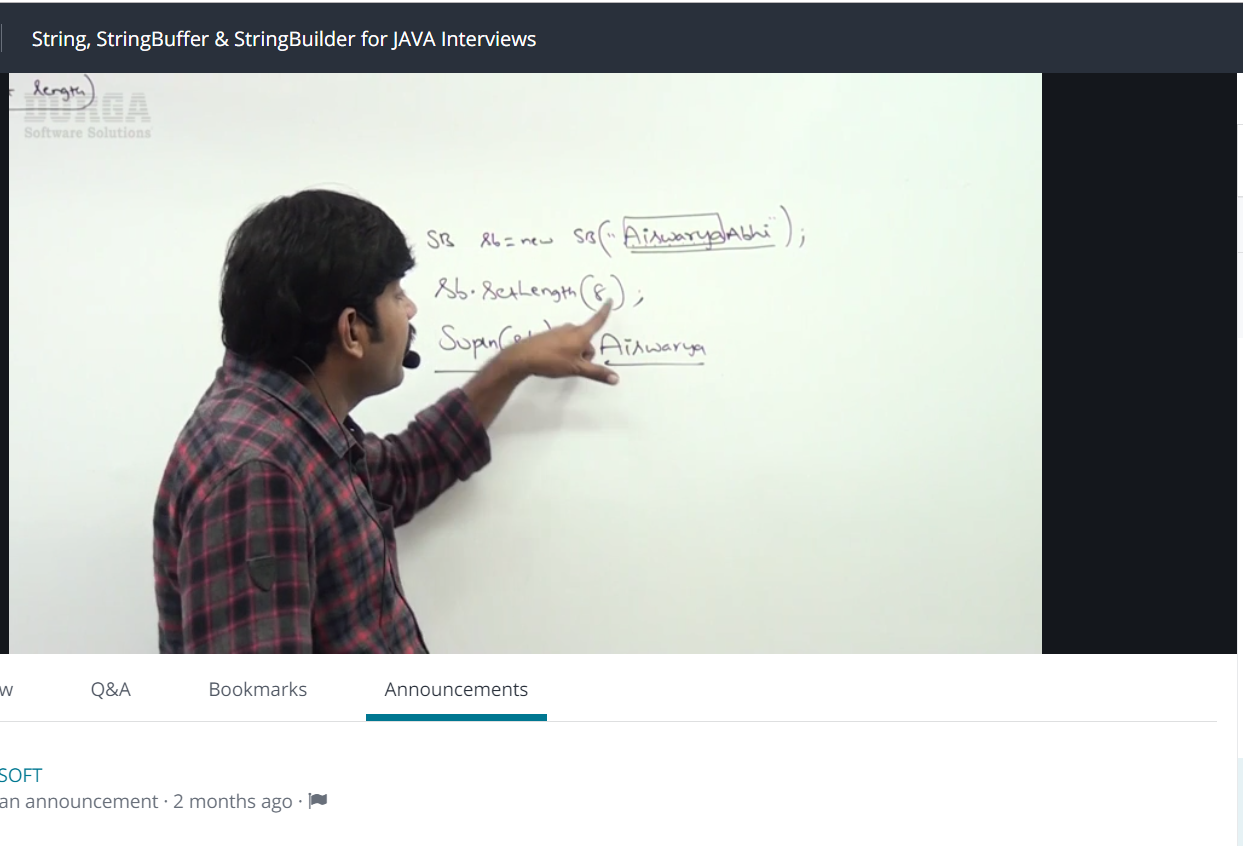 String, StringBuffer & StringBuilder for JAVA Interviews
length)
DURGA
Software Solutions
SB sb = new SB("AiswaryaAbhi");
sb.setLength(8);
Sopln(
Aiswarya
w Q&A Bookmarks Announcements
SOFT
an announcement · 2 months ago ·